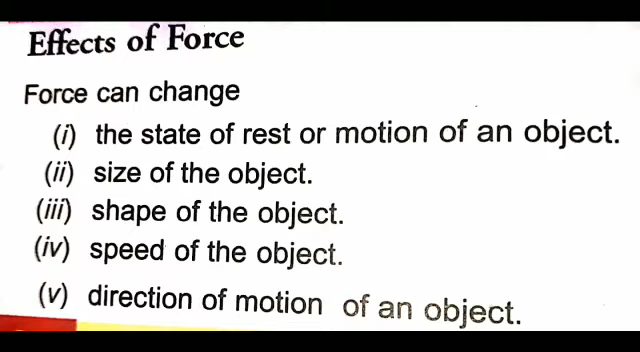 Effects of Force
Force can change
(i) the state of rest or motion of an object.
(ii) size of the object.
(iii) shape of the object.
(iv) speed of the object.
(v) direction of motion of an object.